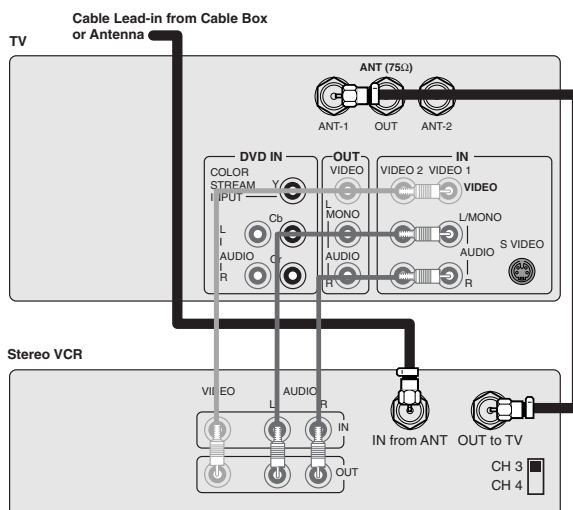 Cable Lead-in from Cable Box
or Antenna
TV
ANT (75Ω)
ANT-1 OUT ANT-2
DVD IN OUT IN
COLOR
STREAM
INPUT
Y
VIDEO
VIDEO 2 VIDEO 1
VIDEO
Cb
L
MONO
L/MONO
L
I
AUDIO
I
R
Cr
AUDIO
R
AUDIO
R
S VIDEO
Stereo VCR
VIDEO AUDIO
L R
IN
OUT
IN from ANT OUT to TV
CH 3
CH 4